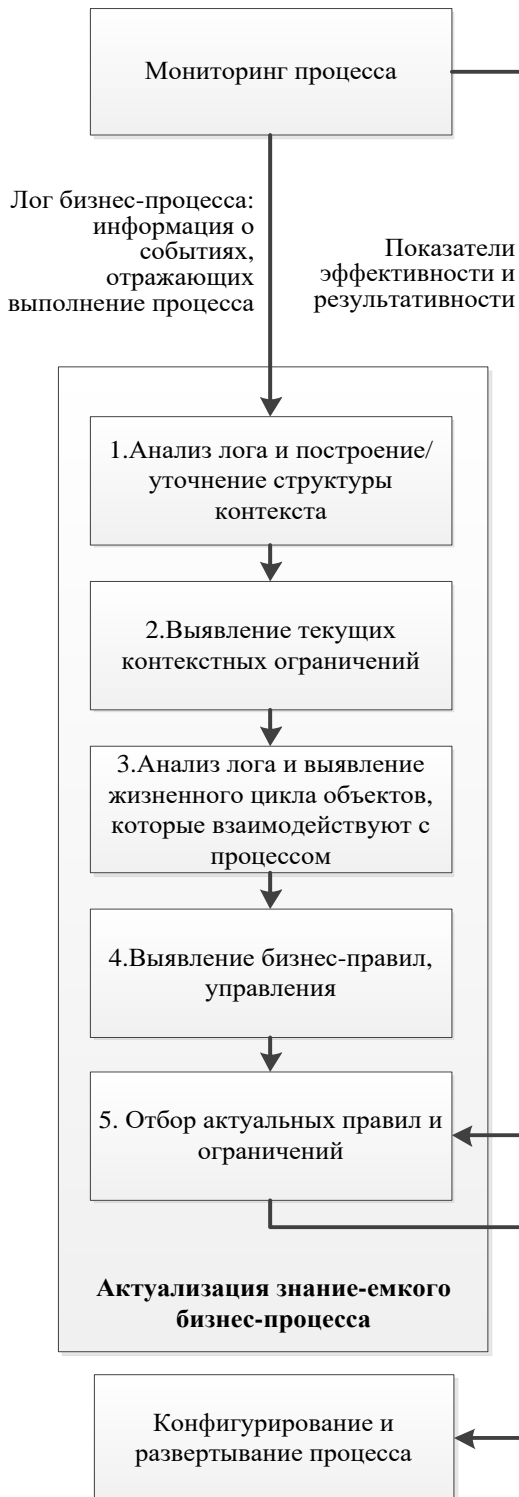 Мониторинг процесса
Лог бизнес-процесса:
информация о
событиях,
отражающих
выполнение процесса
Показатели
эффективности и
результативности
1.Анализ лога и построение/
уточнение структуры
контекста
2.Выявление текущих
контекстных ограничений
3.Анализ лога и выявление
жизненного цикла объектов,
которые взаимодействуют с
процессом
4.Выявление бизнес-правил,
управления
5. Отбор актуальных правил и
ограничений
Актуализация знание-емкого
бизнес-процесса
Конфигурирование и
развертывание процесса